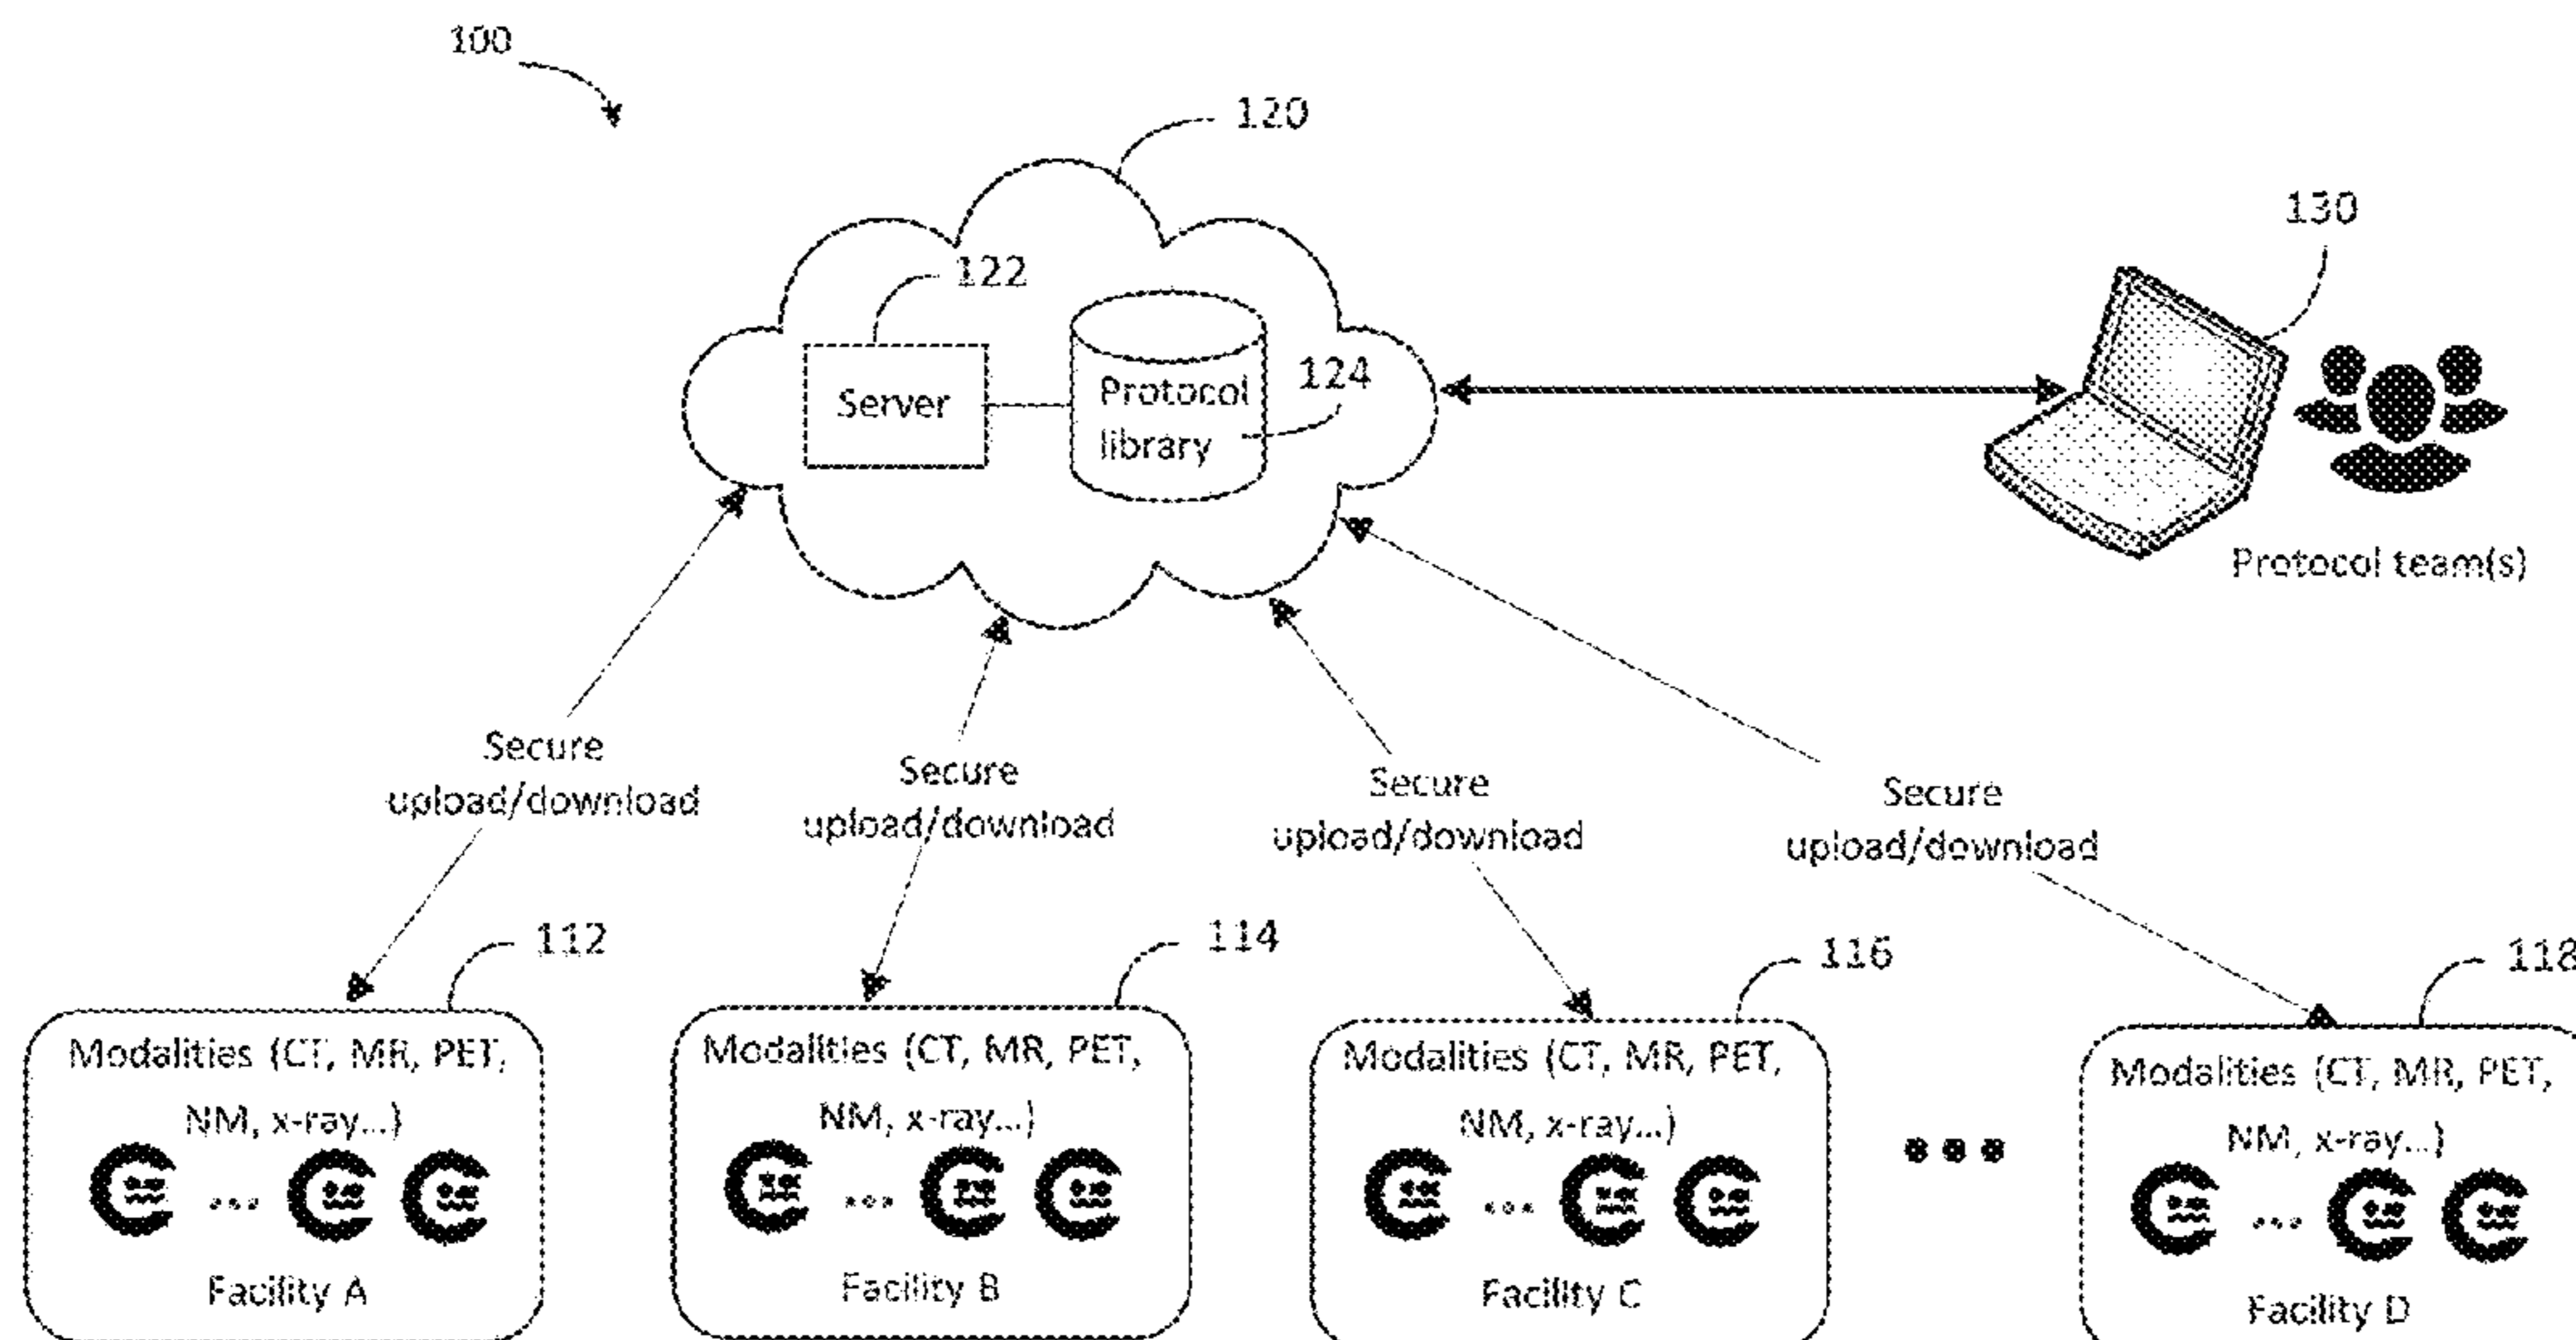 100
120
130
122
Server
Protocol
library
124
Protocol team(s)
Secure
upload/download
Secure
upload/download
Secure
upload/download
Secure
upload/download
112
114
116
118
Modalities (CT, MR, PET,
NM, x-ray...)
...
Facility A
Modalities (CT, MR, PET,
NM, x-ray...)
...
Facility B
Modalities (CT, MR, PET,
NM, x-ray...)
...
Facility C
...
Modalities (CT, MR, PET,
NM, x-ray...)
...
Facility D